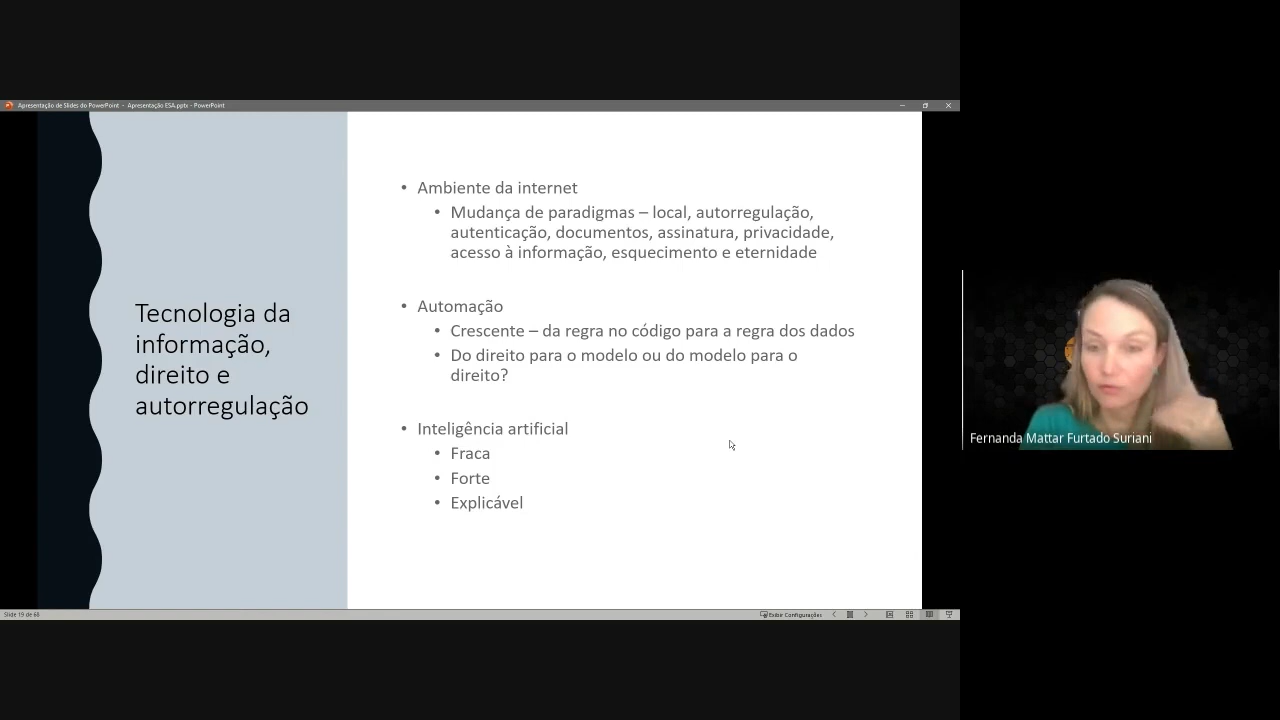 Apresentação de Slides do PowerPoint - Apresentação ESA.pptx - PowerPoint
Tecnologia da
informação,
direito e
autorregulação
• Ambiente da internet
• Mudança de paradigmas – local, autorregulação,
autenticação, documentos, assinatura, privacidade,
acesso à informação, esquecimento e eternidade
• Automação
• Crescente – da regra no código para a regra dos dados
• Do direito para o modelo ou do modelo para o
direito?
• Inteligência artificial
• Fraca
• Forte
• Explicável
Fernanda Mattar Furtado Suriani
Slide 19 de 68
Exibir Configurações